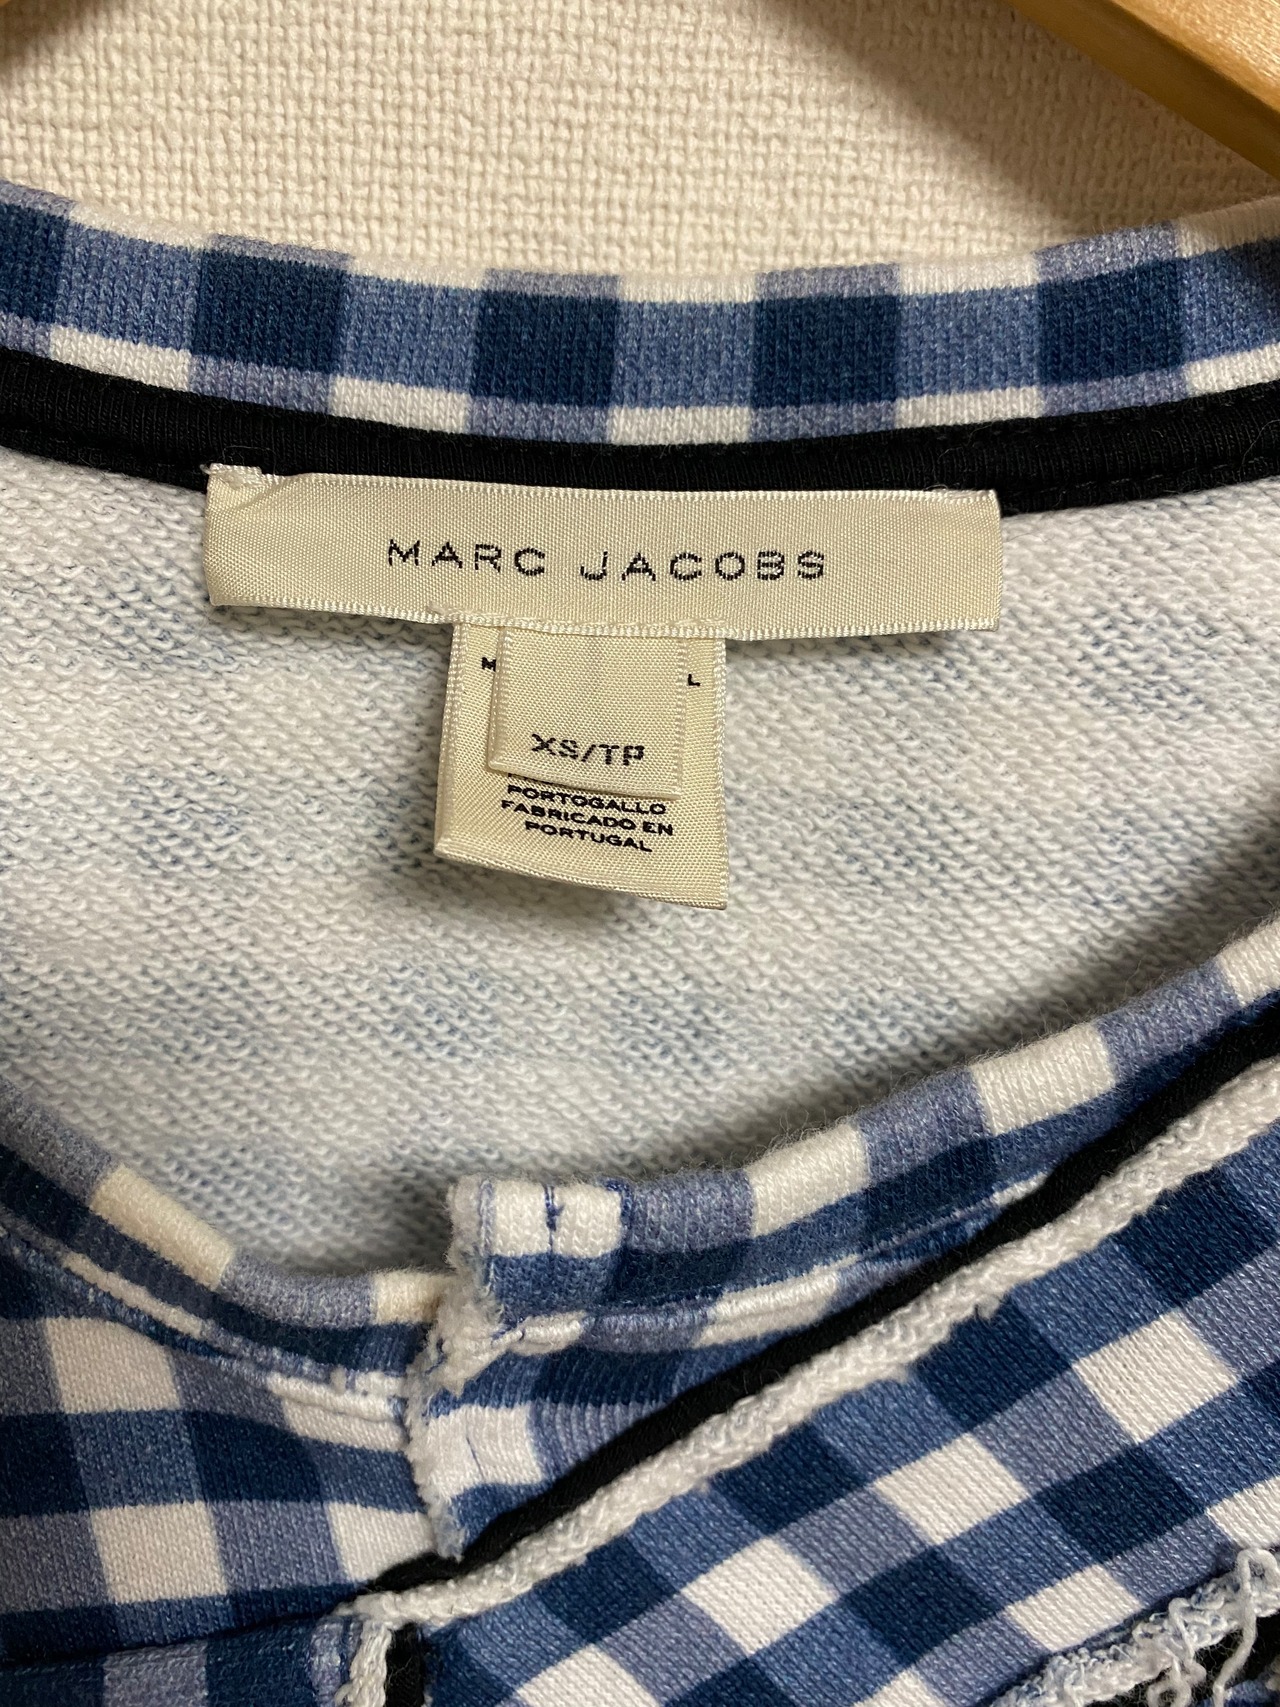 MARC JACOBS
XS/TP
PORTOGALLO
FABRICADO EN
PORTUGAL